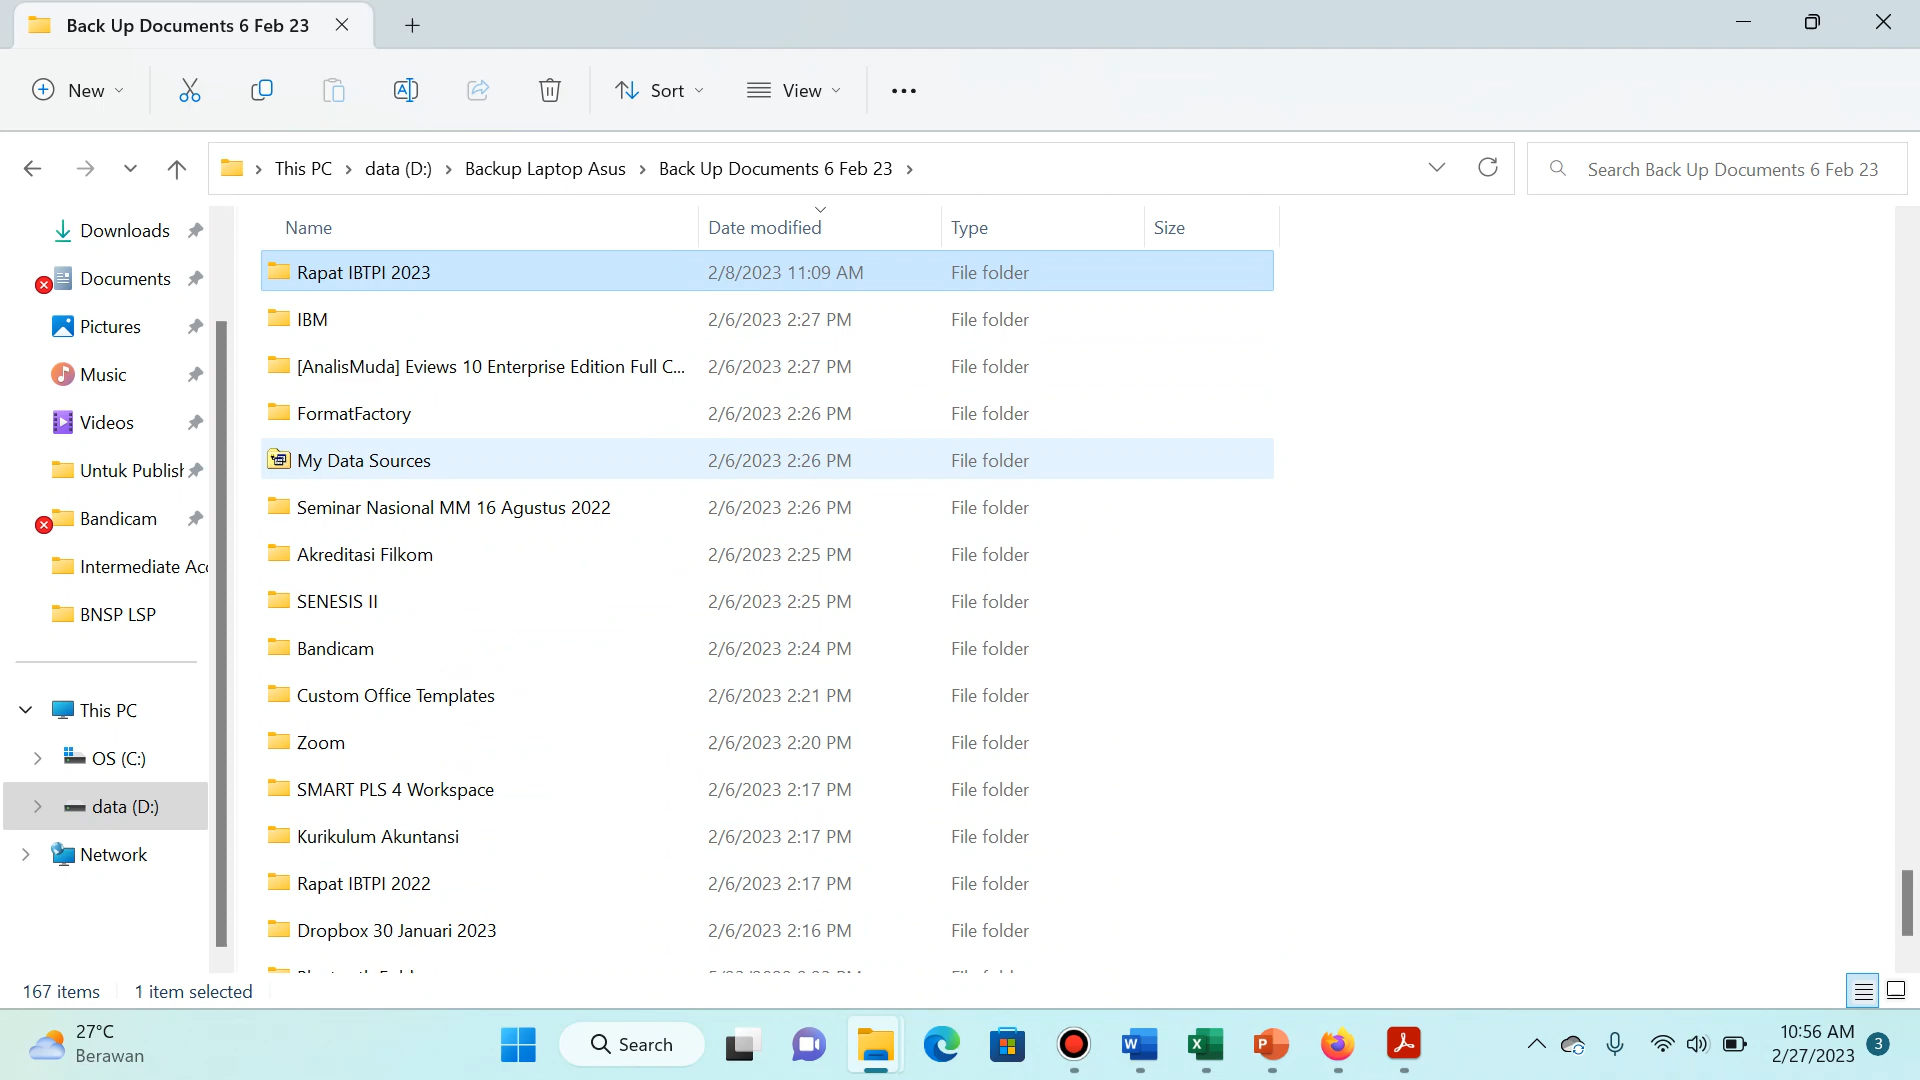 Back Up Documents 6 Feb 23
New
Sort
View
This PC > data (D:) > Backup Laptop Asus > Back Up Documents 6 Feb 23 >
Search Back Up Documents 6 Feb 23
Downloads
Documents
Pictures
Music
Videos
Untuk Publish
Bandicam
Intermediate Acc
BNSP LSP
This PC
OS (C:)
data (D:)
Network
Name Date modified Type Size
Rapat IBTPI 2023 2/8/2023 11:09 AM File folder
IBM 2/6/2023 2:27 PM File folder
[AnalisMuda] Eviews 10 Enterprise Edition Full C... 2/6/2023 2:27 PM File folder
FormatFactory 2/6/2023 2:26 PM File folder
My Data Sources 2/6/2023 2:26 PM File folder
Seminar Nasional MM 16 Agustus 2022 2/6/2023 2:26 PM File folder
Akreditasi Filkom 2/6/2023 2:25 PM File folder
SENESIS II 2/6/2023 2:25 PM File folder
Bandicam 2/6/2023 2:24 PM File folder
Custom Office Templates 2/6/2023 2:21 PM File folder
Zoom 2/6/2023 2:20 PM File folder
SMART PLS 4 Workspace 2/6/2023 2:17 PM File folder
Kurikulum Akuntansi 2/6/2023 2:17 PM File folder
Rapat IBTPI 2022 2/6/2023 2:17 PM File folder
Dropbox 30 Januari 2023 2/6/2023 2:16 PM File folder
167 items 1 item selected
27°C
Berawan
Search
10:56 AM
2/27/2023
3